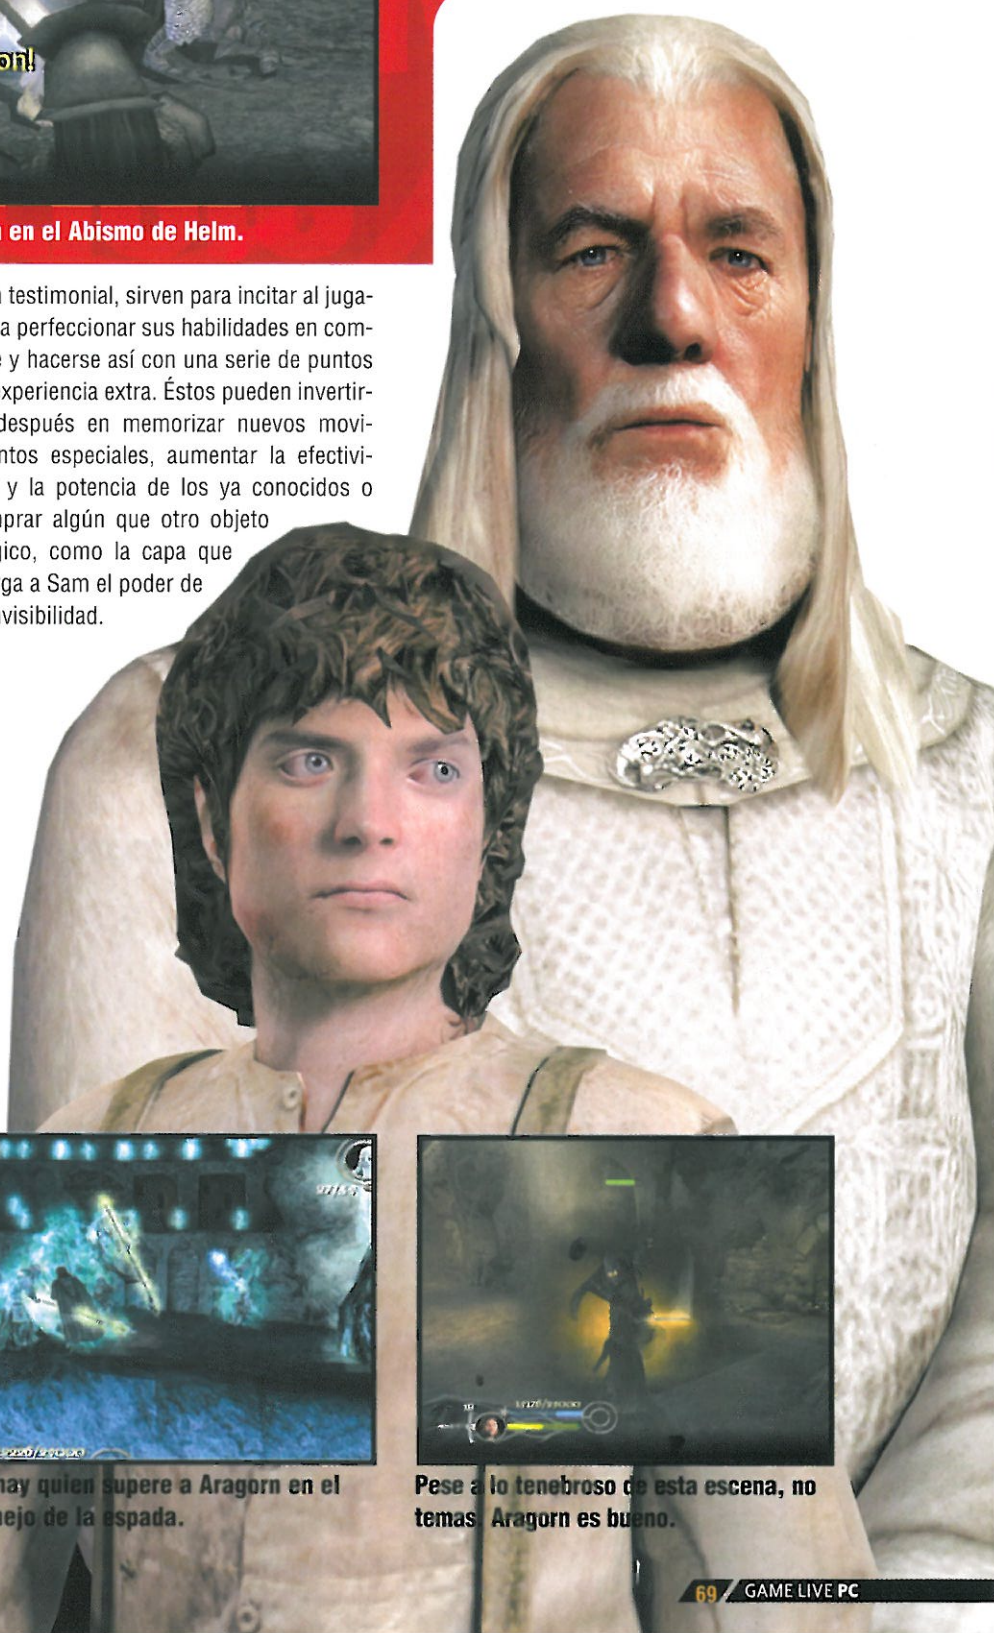 on!
en el Abismo de Helm.
testimonial, sirven para incitar al juga-
a perfeccionar sus habilidades en com-
y hacerse así con una serie de puntos
xperiencia extra. Éstos pueden invertir-
después en memorizar nuevos movi-
ntos especiales, aumentar la efectivi-
y la potencia de los ya conocidos o
prar algún que otro objeto
gico, como la capa que
ga a Sam el poder de
visibilidad.
hay quien supere a Aragorn en el
ejo de la espada.
Pese a lo tenebroso de esta escena, no
temas. Aragorn es bueno.
69 GAME LIVE PC